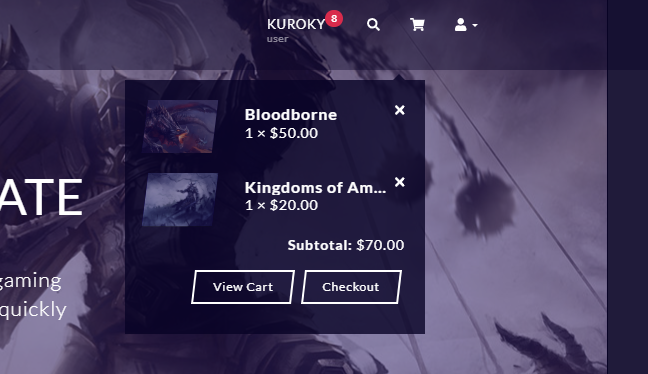 KUROKY 8
user
Bloodborne
1 × $50.00
Kingdoms of Am...
1 × $20.00
ATE
Subtotal: $70.00
gaming
View Cart Checkout
quickly